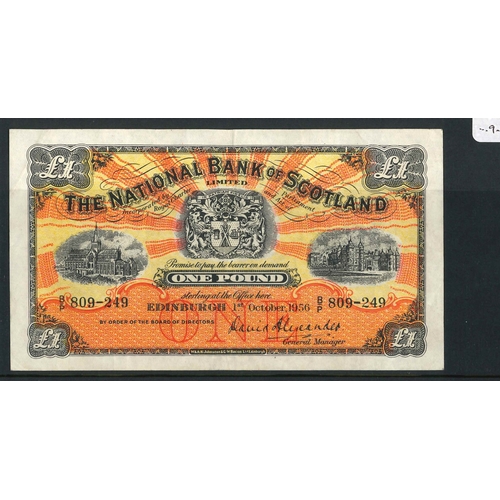 £1 £1
THE NATIONAL BANK OF SCOTLAND
LIMITED
Promise to pay the bearer on demand
ONE POUND
sterling at the Office here
B/P 809-249 B/P 809-249
EDINBURGH 1st October, 1956
BY ORDER OF THE BOARD OF DIRECTORS
ONE
David Alexander
General Manager
£1 £1